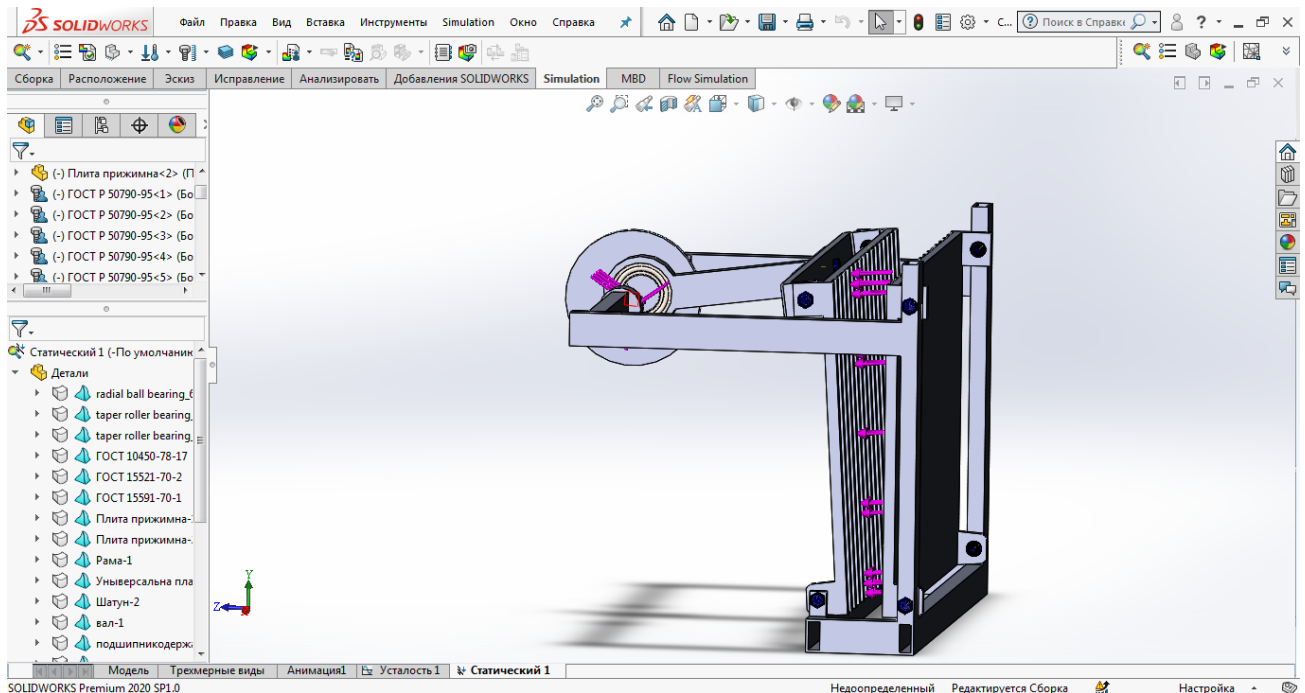 SOLIDWORKS Файл Правка Вид Вставка Инструменты Simulation Окно Справка С... Поиск в Справке ?
Сборка Расположение Эскиз Исправление Анализировать Добавления SOLIDWORKS Simulation MBD Flow Simulation
(-) Плита прижимна<2> (П
(-) ГОСТ Р 50790-95<1> (Бо
(-) ГОСТ Р 50790-95<2> (Бо
(-) ГОСТ Р 50790-95<3> (Бо
(-) ГОСТ Р 50790-95<4> (Бо
(-) ГОСТ Р 50790-95<5> (Бо
Статический 1 (-По умолчанию
Детали
radial ball bearing_6
taper roller bearing_
taper roller bearing_
ГОСТ 10450-78-17
ГОСТ 15521-70-2
ГОСТ 15591-70-1
Плита прижимна-
Плита прижимна-
Рама-1
Уныверсальна пла
Шатун-2
вал-1
подшипникодерж
Y
Z
Модель Трехмерные виды Анимация1 Усталость 1 Статический 1
SOLIDWORKS Premium 2020 SP1.0 Недоопределенный Редактируется Сборка Настройка